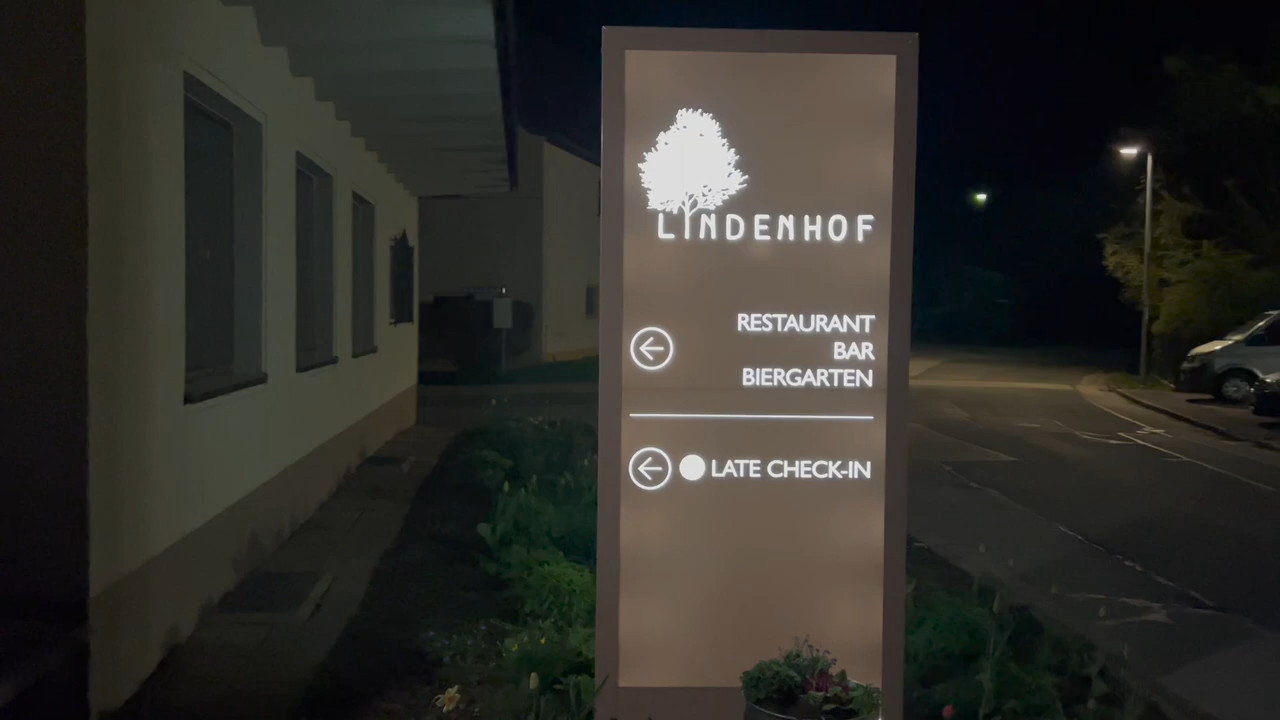 LINDENHOF
RESTAURANT
BAR
BIERGARTEN
LATE CHECK-IN